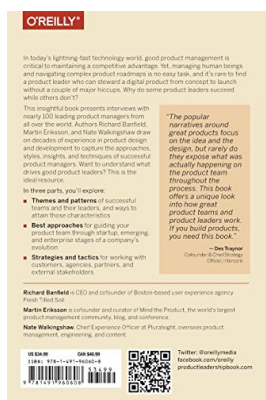 O'REILLY®
In today's lightning-fast technology world, good product management is
critical to maintaining a competitive advantage. Yet, managing human beings
and navigating complex product roadmaps is no easy task, and it's rare to find
a product leader who can steward a digital product from concept to launch
without a couple of major hiccups. Why do some product leaders succeed
while others don't?
This insightful book presents interviews with
nearly 100 leading product managers from
all over the world. Authors Richard Banfield,
Martin Eriksson, and Nate Walkingshaw draw
on decades of experience in product design
and development to capture the approaches,
styles, insights, and techniques of successful
product managers. Want to understand what
drives good product leaders? This is the
ideal resource.
In three parts, you'll explore:
■ Themes and patterns of successful
teams and their leaders, and ways to
attain those characteristics
■ Best approaches for guiding your
product team through startup, emerging,
and enterprise stages of a company's
evolution
■ Strategies and tactics for working with
customers, agencies, partners, and
external stakeholders
"The popular
narratives around
great products focus
on the idea and the
design, but rarely do
they expose what was
actually happening on
the product team
throughout the
process. This book
offers a unique look
into how great
product teams and
product leaders work.
If you build products,
you need this book."
— Des Traynor
Cofounder & Chief Strategy
Officer, Intercom
Richard Banfield is CEO and cofounder of Boston-based user experience agency
Fresh Tilled Soil.
Martin Eriksson is cofounder and curator of Mind the Product, the world's largest
product management community, blog, and conference.
Nate Walkingshaw, Chief Experience Officer at Pluralsight, oversees product
management, engineering, and content.
US $34.99 CAN $46.99
ISBN: 978-1-491-96060-8
53499
9 781491 960608
Twitter: @oreillymedia
facebook.com/oreilly
productleadershipbook.com